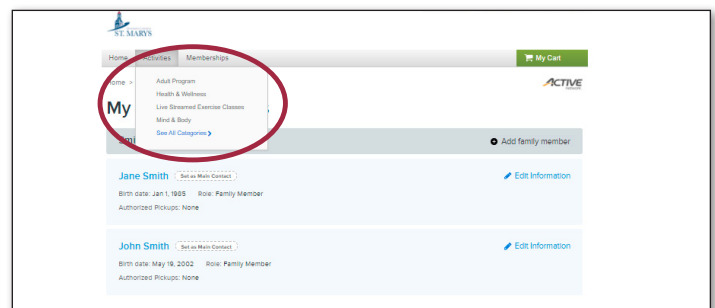 ST. MARYS
Home Activities Memberships My Cart
Home >
ACTIVE
network
Adult Program
Health & Wellness
Live Streamed Exercise Classes
Mind & Body
See All Categories >
My
Smi
Add family member
Jane Smith Set as Main Contact Edit Information
Birth date: Jan 1, 1985 Role: Family Member
Authorized Pickups: None
John Smith Set as Main Contact Edit Information
Birth date: May 19, 2002 Role: Family Member
Authorized Pickups: None